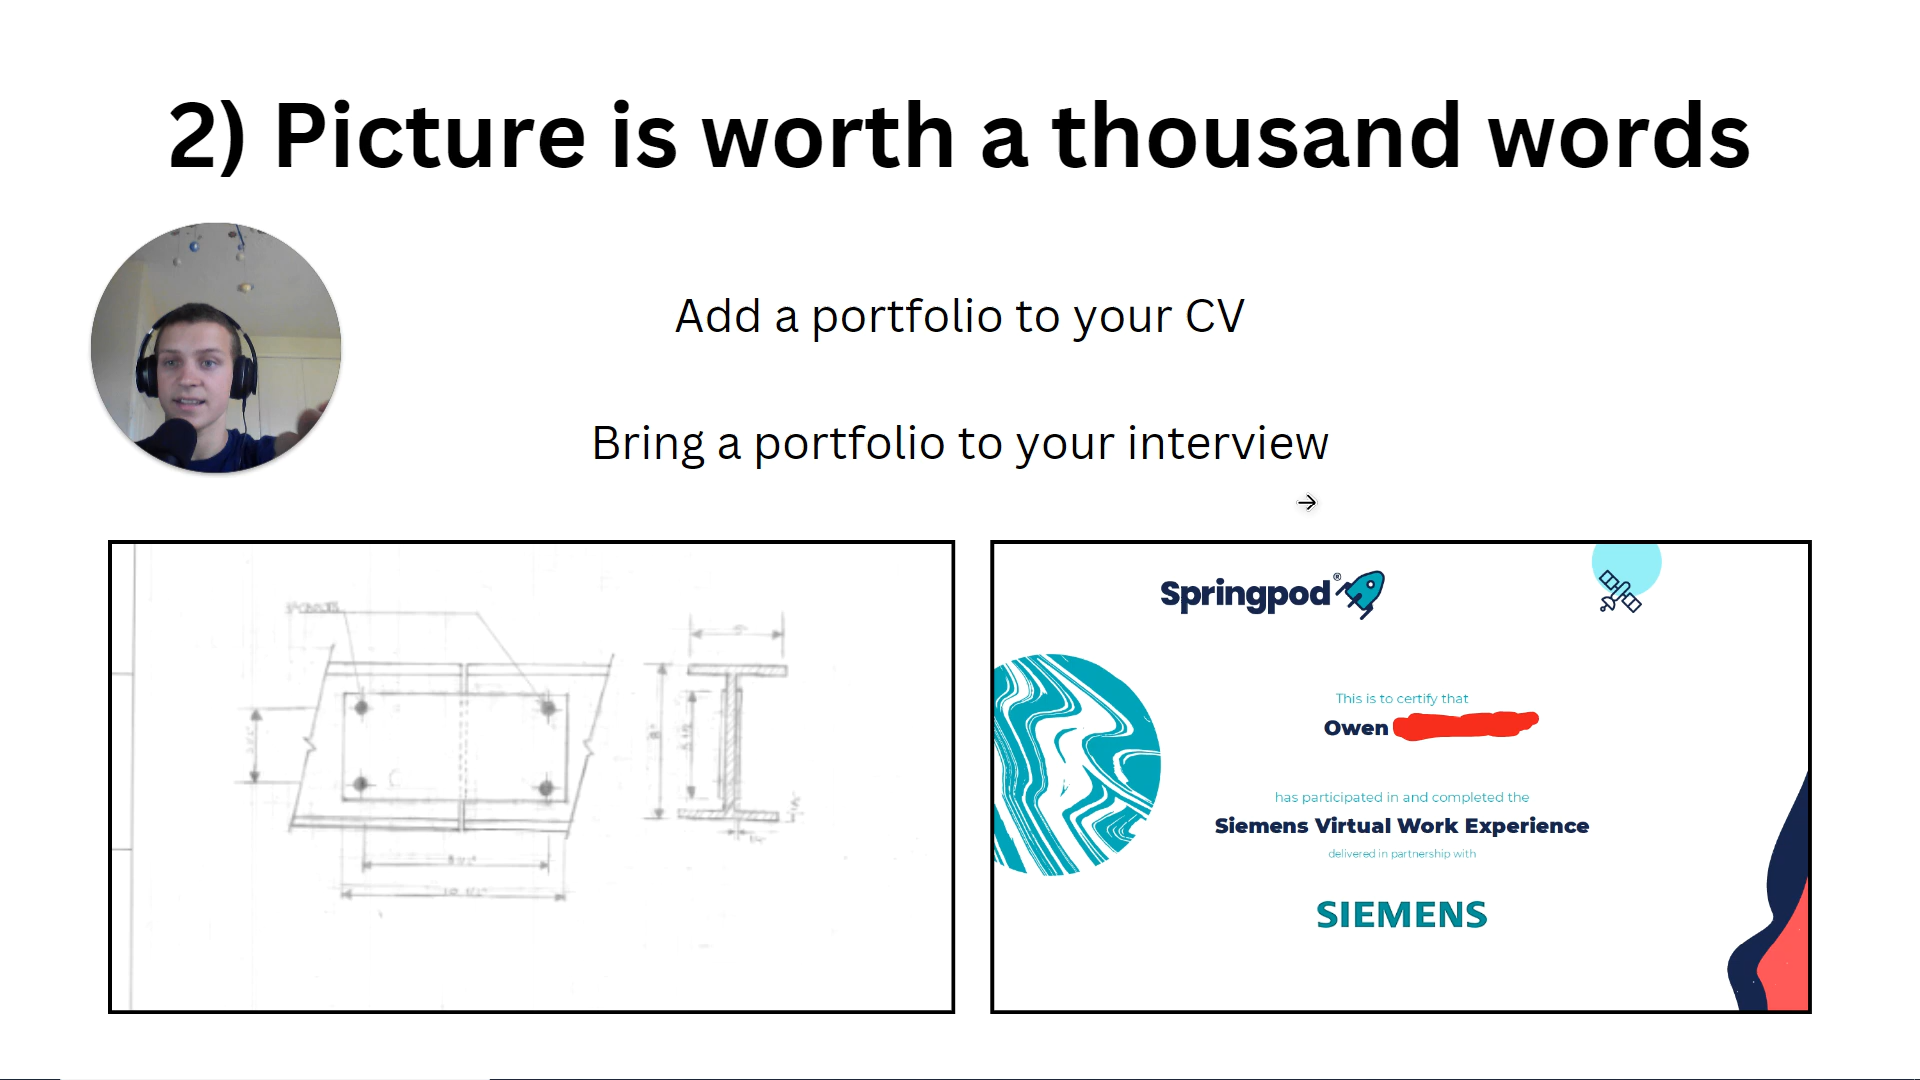 2) Picture is worth a thousand words
Add a portfolio to your CV
Bring a portfolio to your interview
Springpod®
This is to certify that
Owen
has participated in and completed the
Siemens Virtual Work Experience
delivered in partnership with
SIEMENS